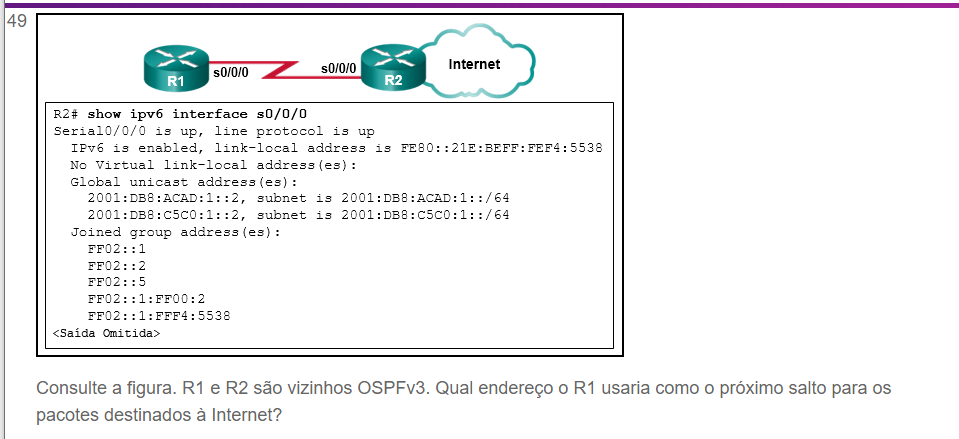 49
Internet
R1
s0/0/0
s0/0/0
R2
R2# show ipv6 interface s0/0/0
Serial0/0/0 is up, line protocol is up
IPv6 is enabled, link-local address is FE80::21E:BEFF:FEF4:5538
No Virtual link-local address(es):
Global unicast address(es):
2001:DB8:ACAD:1::2, subnet is 2001:DB8:ACAD:1::/64
2001:DB8:C5C0:1::2, subnet is 2001:DB8:C5C0:1::/64
Joined group address(es):
FF02::1
FF02::2
FF02::5
FF02::1:FF00:2
FF02::1:FFF4:5538
<Saída Omitida>
Consulte a figura. R1 e R2 são vizinhos OSPFv3. Qual endereço o R1 usaria como o próximo salto para os
pacotes destinados à Internet?